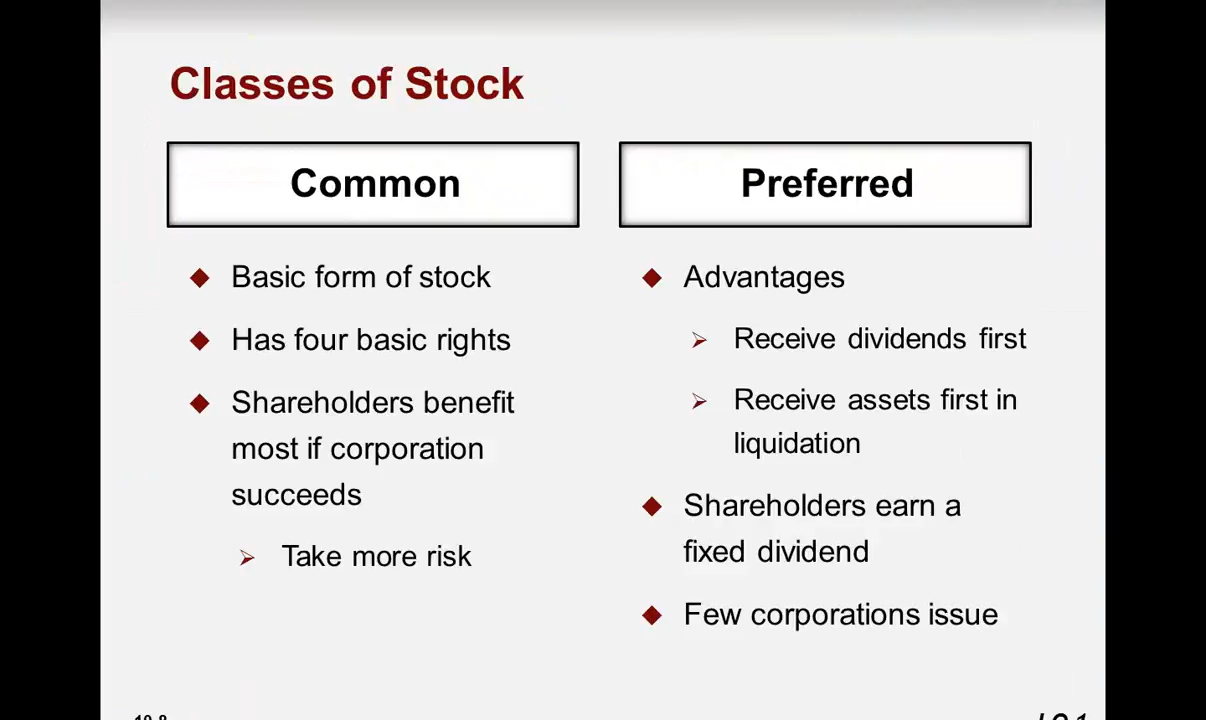 Classes of Stock
Common
Basic form of stock
Has four basic rights
Shareholders benefit
most if corporation
succeeds
Take more risk
Preferred
Advantages
Receive dividends first
Receive assets first in
liquidation
Shareholders earn a
fixed dividend
Few corporations issue